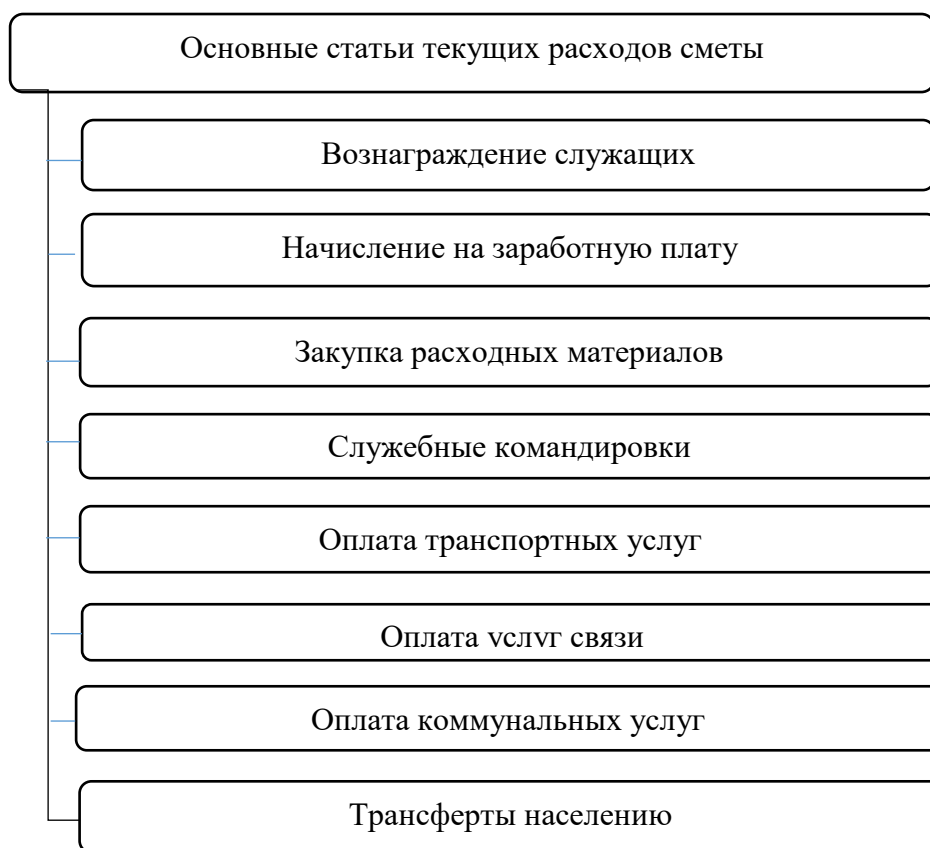 Основные статьи текущих расходов сметы
Вознаграждение служащих
Начисление на заработную плату
Закупка расходных материалов
Служебные командировки
Оплата транспортных услуг
Оплата услуг связи
Оплата коммунальных услуг
Трансферты населению